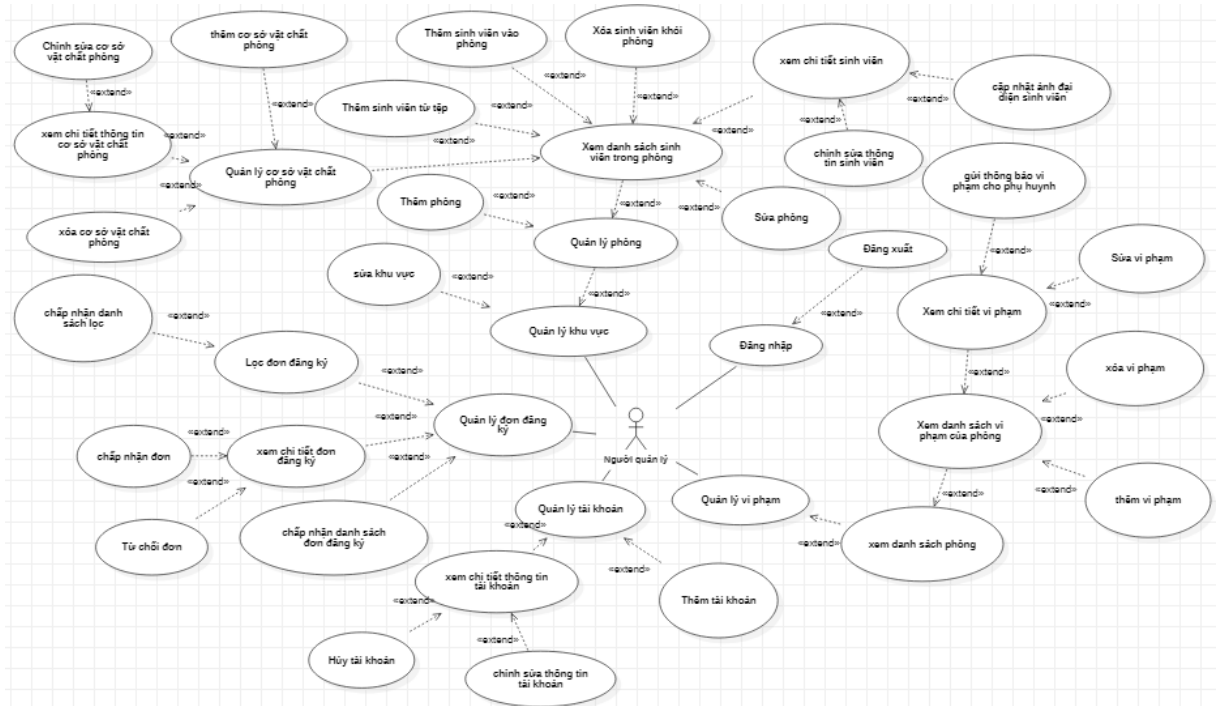 Chỉnh sửa cơ sở
vật chất phòng
thêm cơ sở vật chất
phòng
Thêm sinh viên vào
phòng
Xóa sinh viên khỏi
phòng
xem chi tiết sinh viên
cập nhật ảnh đại
diện sinh viên
«extend»
«extend»
«extend»
«extend»
«extend»
«extend»
Thêm sinh viên từ tệp
«extend»
«extend»
«extend»
«extend»
«extend»
xem chi tiết thông tin
cơ sở vật chất
phòng
Xem danh sách sinh
viên trong phòng
chỉnh sửa thông
tin sinh viên
Quản lý cơ sở vật chất
phòng
gửi thông báo vi
phạm cho phụ huynh
«extend»
«extend»
«extend»
«extend»
Thêm phòng
Sửa phòng
xóa cơ sở vật chất
phòng
Quản lý phòng
Đăng xuất
«extend»
Sửa vi phạm
sửa khu vực
«extend»
«extend»
«extend»
chấp nhận danh
sách lọc
«extend»
«extend»
Xem chi tiết vi phạm
Quản lý khu vực
Đăng nhập
Lọc đơn đăng ký
xóa vi phạm
«extend»
«extend»
«extend»
«extend»
Quản lý đơn đăng
ký
Xem danh sách vi
phạm của phòng
«extend»
chấp nhận đơn
xem chi tiết đơn
đăng ký
«extend»
Người quản lý
«extend»
«extend»
«extend»
Quản lý tài khoản
Quản lý vi phạm
thêm vi phạm
«extend»
chấp nhận danh sách
đơn đăng ký
Từ chối đơn
«extend»
xem danh sách phòng
«extend»
xem chi tiết thông tin
tài khoản
«extend»
Thêm tài khoản
«extend»
Hủy tài khoản
chỉnh sửa thông tin
tài khoản